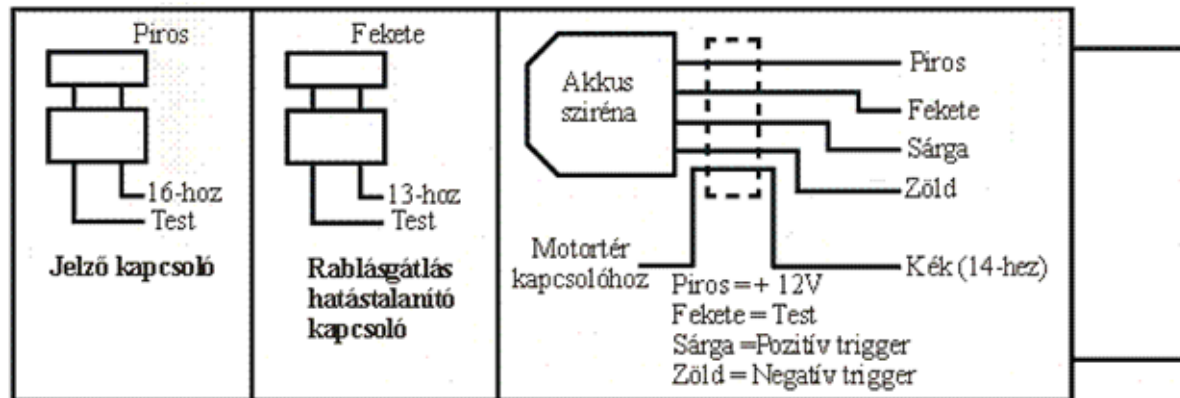 Piros
16-hoz
Test
Jelző kapcsoló
Fekete
13-hoz
Test
Rablásgátlás
hatástalanító
kapcsoló
Akkus
sziréna
Piros
Fekete
Sárga
Zöld
Motortér
kapcsolóhoz
Kék (14-hez)
Piros = + 12V
Fekete = Test
Sárga =Pozitív trigger
Zöld = Negatív trigger